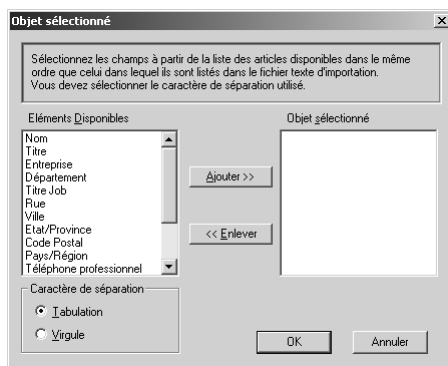 Objet sélectionné
Sélectionnez les champs à partir de la liste des articles disponibles dans le même
ordre que celui dans lequel ils sont listés dans le fichier texte d'importation.
Vous devez sélectionner le caractère de séparation utilisé.
Eléments Disponibles
Objet sélectionné
Nom
Titre
Entreprise
Département
Titre Job
Rue
Ville
Etat/Province
Code Postal
Pays/Région
Téléphone professionnel
Ajouter >>
<< Enlever
Caractère de séparation
Tabulation
Virgule
OK
Annuler